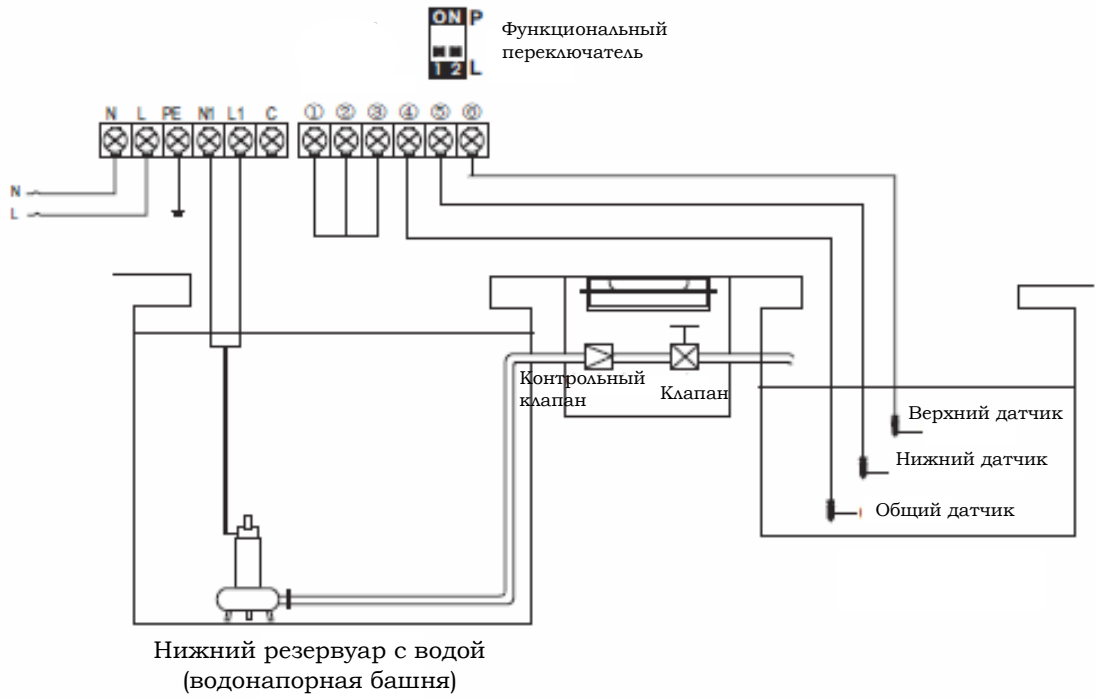 ON P
Функциональный
переключатель
1 2 L
N L PE N1 L1 C ① ② ③ ④ ⑤ ⑥
N
L
Контрольный
клапан
Клапан
Верхний датчик
Нижний датчик
Общий датчик
Нижний резервуар с водой
(водонапорная башня)